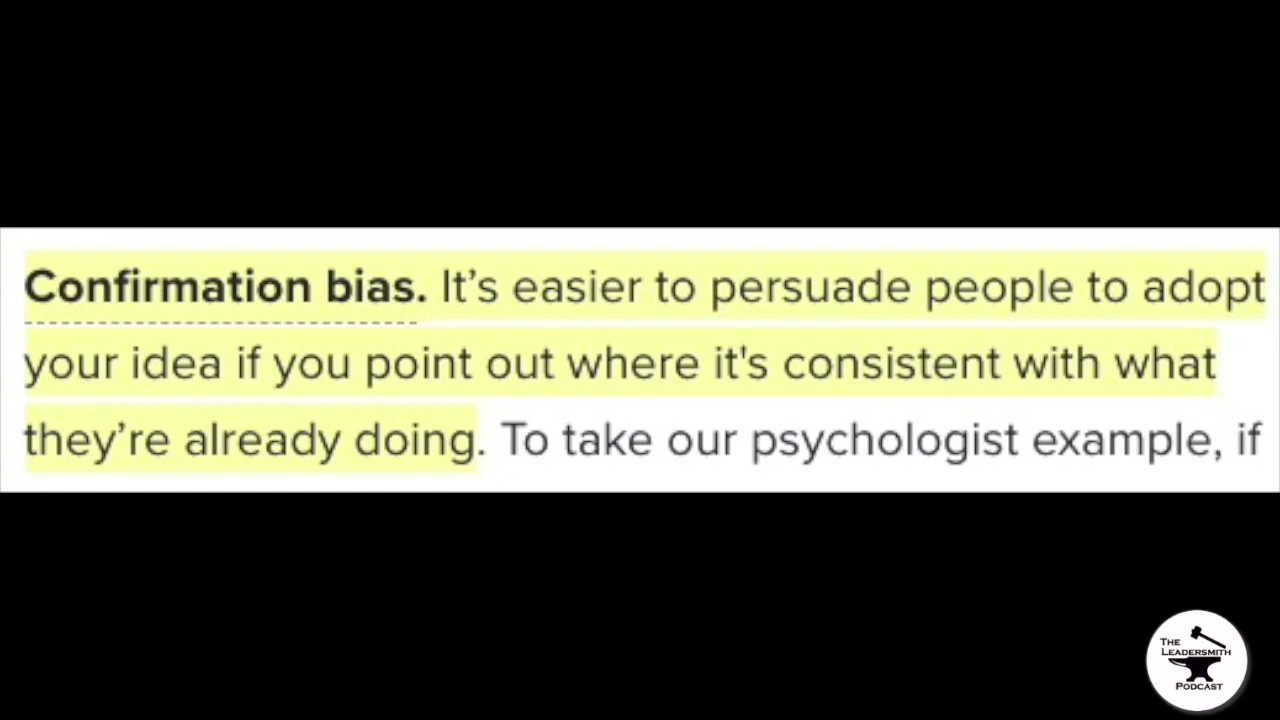 Confirmation bias. It’s easier to persuade people to adopt
your idea if you point out where it's consistent with what
they’re already doing. To take our psychologist example, if
THE
LEADERSMITH
PODCAST